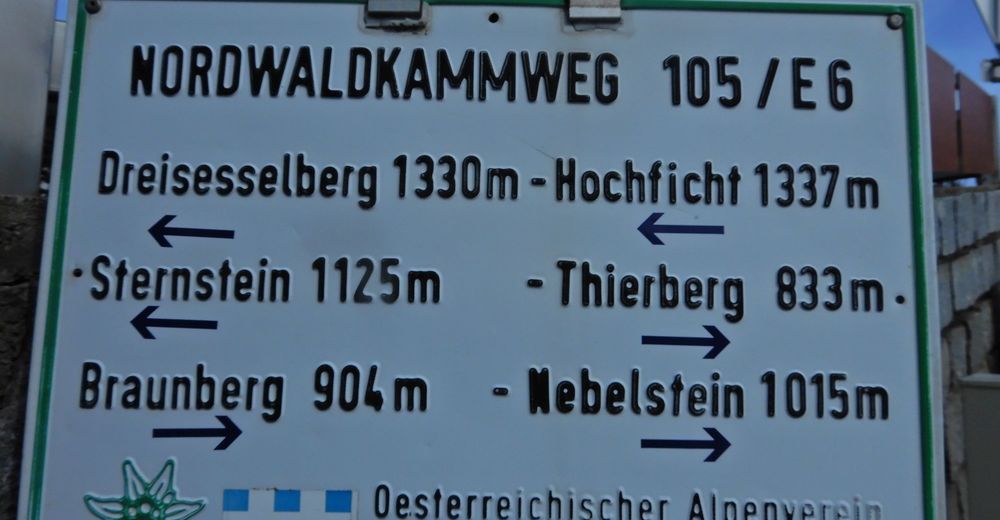 NORDWALDKAMMWEG 105/E6
Dreisesselberg 1330m - Hochficht 1337m
Sternstein 1125m - Thierberg 833m
Braunberg 904m - Nebelstein 1015m
Oesterreichischer Alpenverein